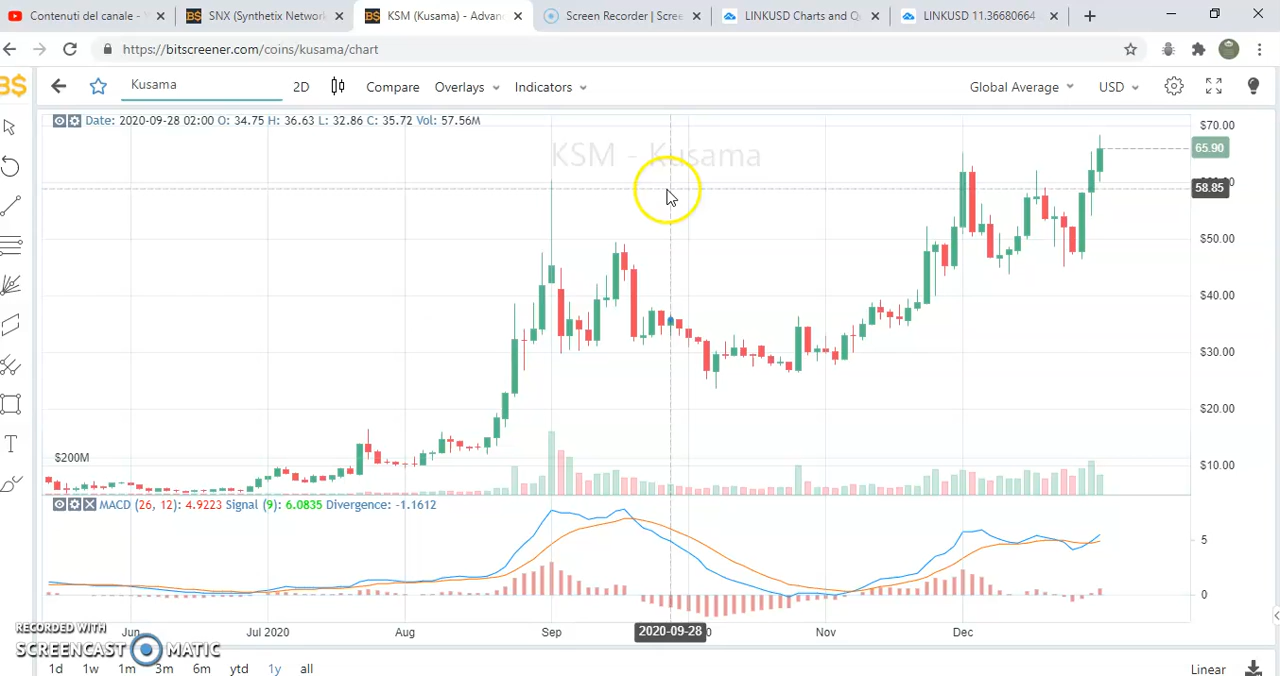 Contenuti del canale - Y
SNX (Synthetix Network
KSM (Kusama) - Advan
Screen Recorder | Scree
LINKUSD Charts and Qu
LINKUSD 11.36680664
https://bitscreener.com/coins/kusama/chart
B$
Kusama
2D
Compare
Overlays
Indicators
Global Average
USD
Date: 2020-09-28 02:00 O: 34.75 H: 36.63 L: 32.86 C: 35.72 Vol: 57.56M
KSM - Kusama
$70.00
65.90
58.85
$50.00
$40.00
$30.00
$20.00
$10.00
$200M
T
MACD (26, 12): 4.9223 Signal (9): 6.0835 Divergence: -1.1612
5
0
RECORDED WITH
SCREENCAST MATIC
Jun
Jul 2020
Aug
Sep
2020-09-28
Nov
Dec
1d
1w
1m
3m
6m
ytd
1y
all
Linear